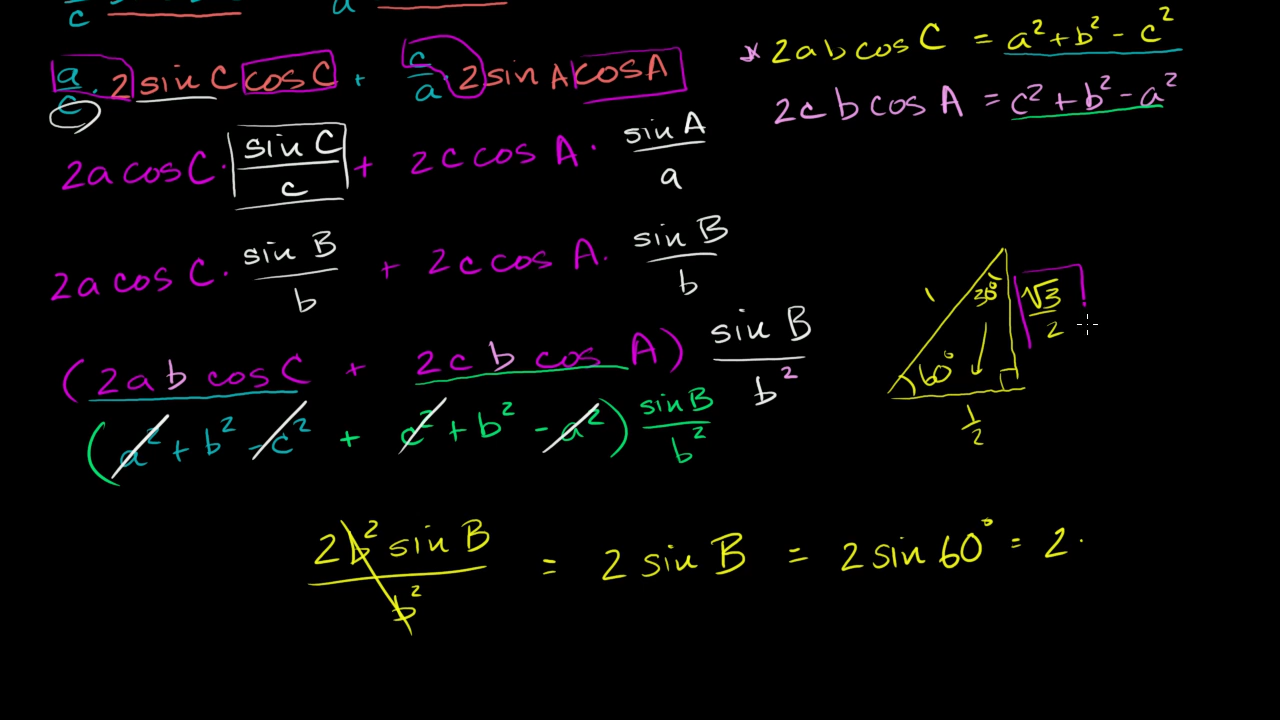 c a
a/c · 2 sin C cos C + c/a · 2 sin A cos A
* 2ab cos C = a² + b² - c²
2cb cos A = c² + b² - a²
2a cos C · sin C/c + 2c cos A · sin A/a
2a cos C · sin B/b + 2c cos A · sin B/b
1 30° √3/2
60°
1/2
(2ab cos C + 2cb cos A) sin B/b²
(a² + b² - c² + c² + b² - a²) sin B/b²
2b² sin B/b² = 2 sin B = 2 sin 60° = 2 ·